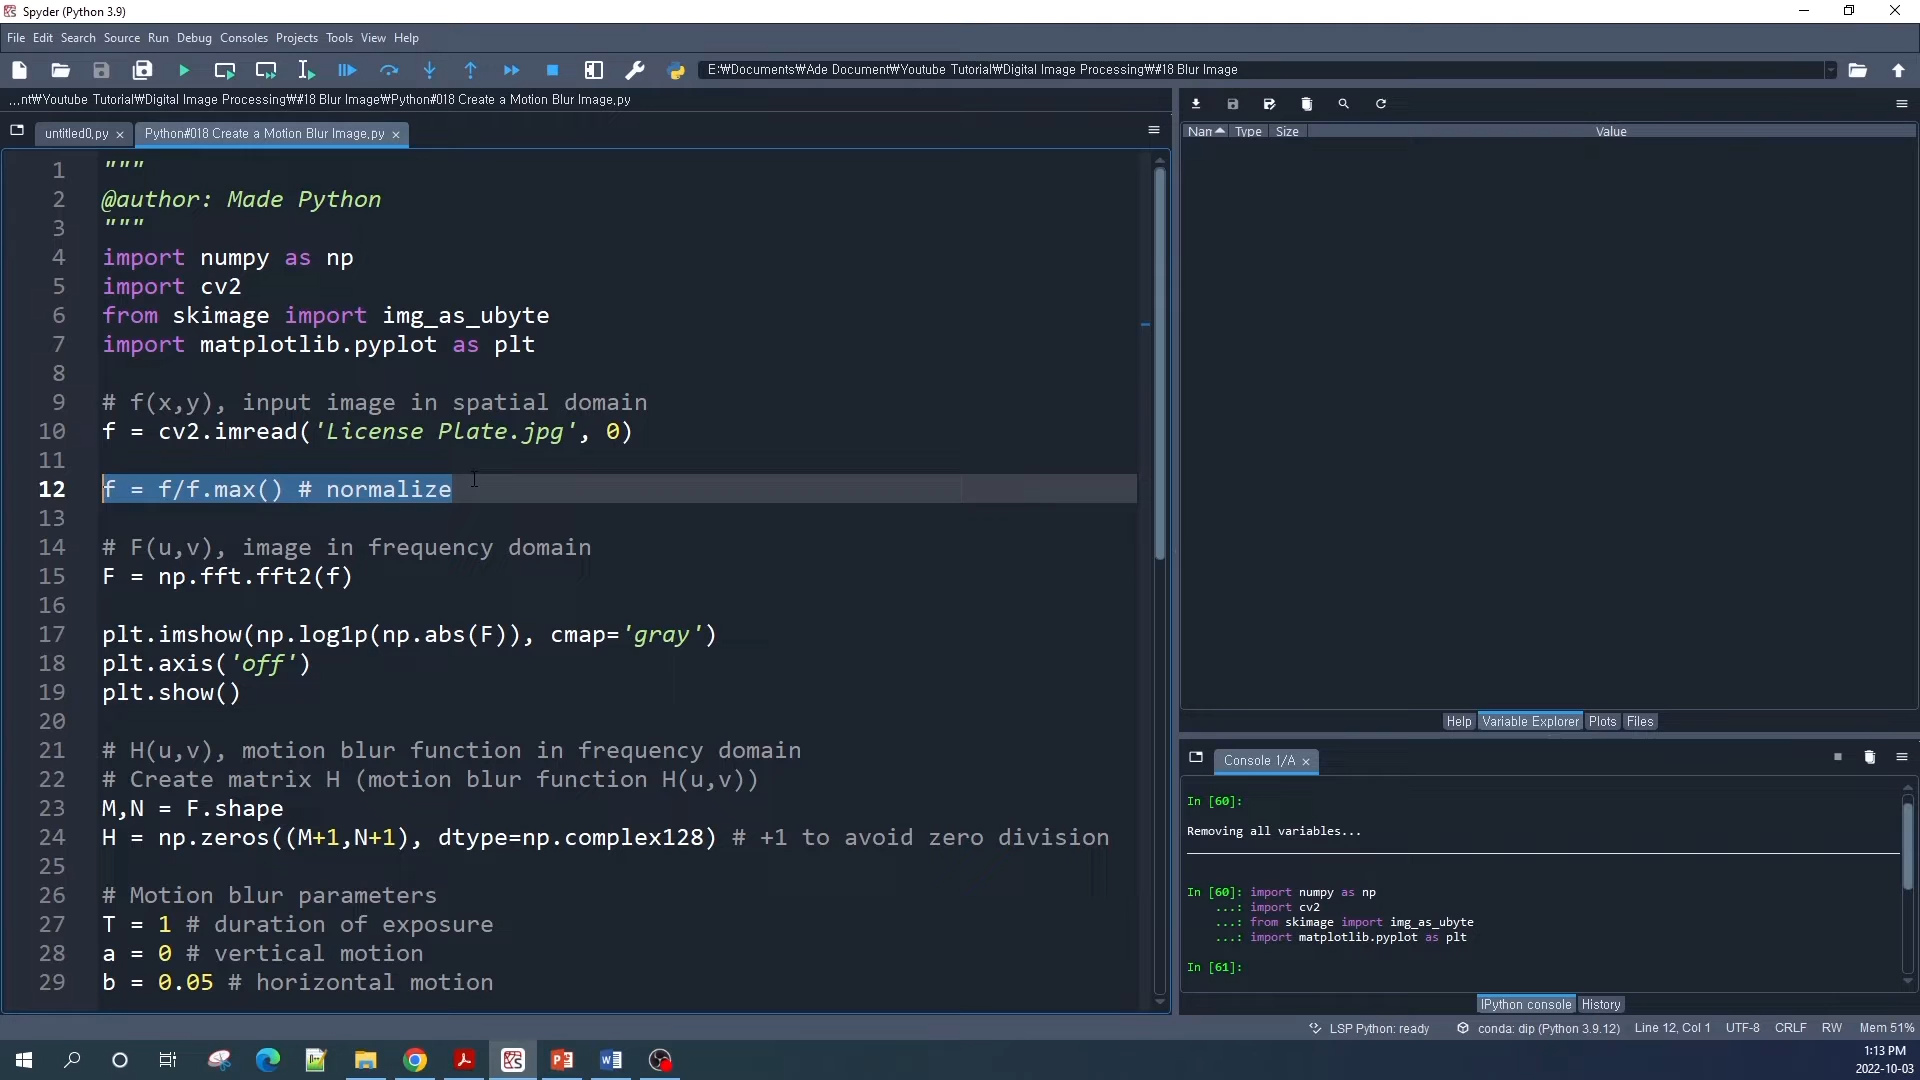 Spyder (Python 3.9)
File Edit Search Source Run Debug Consoles Projects Tools View Help
E:₩Documents₩Ade Document₩Youtube Tutorial₩Digital Image Processing₩#18 Blur Image
...nt₩Youtube Tutorial₩Digital Image Processing₩#18 Blur Image₩Python#018 Create a Motion Blur Image.py
untitled0.py
Python#018 Create a Motion Blur Image.py
1 """
2 @author: Made Python
3 """
4 import numpy as np
5 import cv2
6 from skimage import img_as_ubyte
7 import matplotlib.pyplot as plt
8
9 # f(x,y), input image in spatial domain
10 f = cv2.imread('License Plate.jpg', 0)
11
12 f = f/f.max() # normalize
13
14 # F(u,v), image in frequency domain
15 F = np.fft.fft2(f)
16
17 plt.imshow(np.log1p(np.abs(F)), cmap='gray')
18 plt.axis('off')
19 plt.show()
20
21 # H(u,v), motion blur function in frequency domain
22 # Create matrix H (motion blur function H(u,v))
23 M,N = F.shape
24 H = np.zeros((M+1,N+1), dtype=np.complex128) # +1 to avoid zero division
25
26 # Motion blur parameters
27 T = 1 # duration of exposure
28 a = 0 # vertical motion
29 b = 0.05 # horizontal motion
Nan Type Size Value
Help Variable Explorer Plots Files
Console 1/A
In [60]:
Removing all variables...
In [60]: import numpy as np
...: import cv2
...: from skimage import img_as_ubyte
...: import matplotlib.pyplot as plt
In [61]:
IPython console History
LSP Python: ready conda: dip (Python 3.9.12) Line 12, Col 1 UTF-8 CRLF RW Mem 51%
1:13 PM
2022-10-03